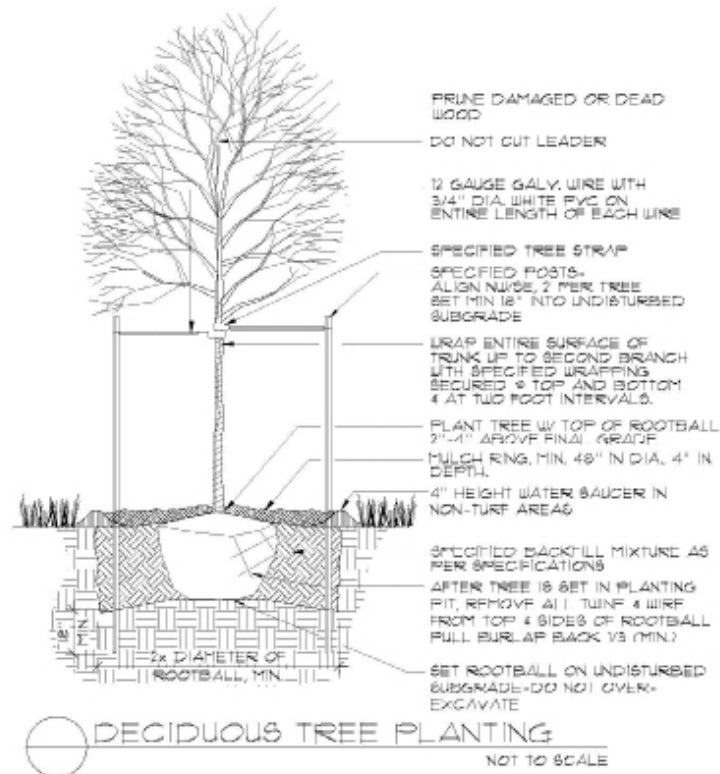 PRUNE DAMAGED OR DEAD
WOOD
DO NOT CUT LEADER
12 GAUGE GALV. WIRE WITH
3/4" DIA. WHITE PVC ON
ENTIRE LENGTH OF EACH WIRE
SPECIFIED TREE STRAP
SPECIFIED POSTS-
ALIGN NW/SE, 2 PER TREE
SET MIN 18" INTO UNDISTURBED
SUBGRADE
WRAP ENTIRE SURFACE OF
TRUNK UP TO SECOND BRANCH
WITH SPECIFIED WRAPPING
SECURED @ TOP AND BOTTOM
& AT TWO FOOT INTERVALS.
PLANT TREE W/ TOP OF ROOTBALL
2"-4" ABOVE FINAL GRADE
MULCH RING, MIN. 48" IN DIA., 4" IN
DEPTH.
4" HEIGHT WATER SAUCER IN
NON-TURF AREAS
SPECIFIED BACKFILL MIXTURE AS
PER SPECIFICATIONS
AFTER TREE IS SET IN PLANTING
PIT, REMOVE ALL TWINE & WIRE
FROM TOP & SIDES OF ROOTBALL
PULL BURLAP BACK 1/3 (MIN.)
SET ROOTBALL ON UNDISTURBED
SUBGRADE-DO NOT OVER-
EXCAVATE
18"
MIN
2x DIAMETER OF
ROOTBALL, MIN.
DECIDUOUS TREE PLANTING
NOT TO SCALE